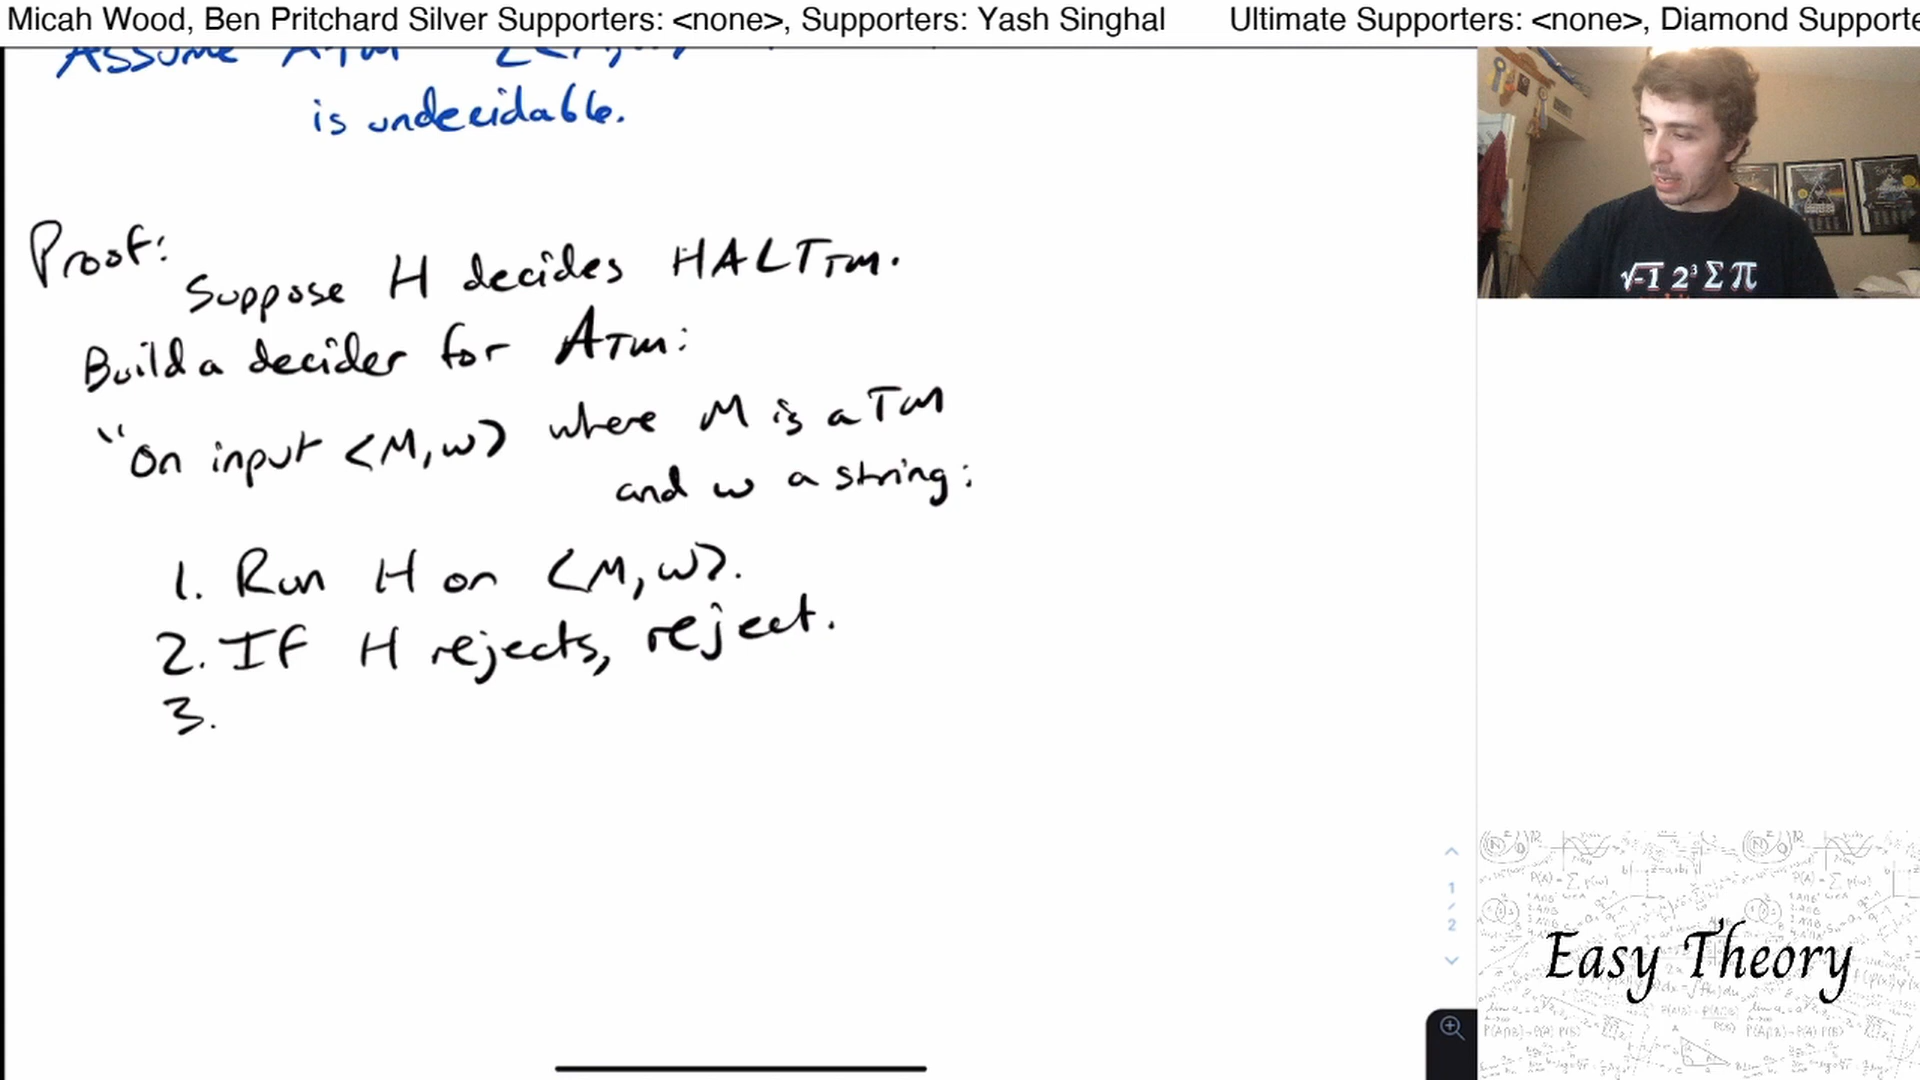 Micah Wood, Ben Pritchard Silver Supporters: <none>, Supporters: Yash Singhal Ultimate Supporters: <none>, Diamond Supporte
Assume ATM
is undecidable.
Proof:
Suppose H decides HALTTM.
Build a decider for ATM:
"On input <M,w> where M is a TM
and w a string:
1. Run H on <M,w>.
2. If H rejects, reject.
3.
√-1 2³ Σ π
1
2
Easy Theory